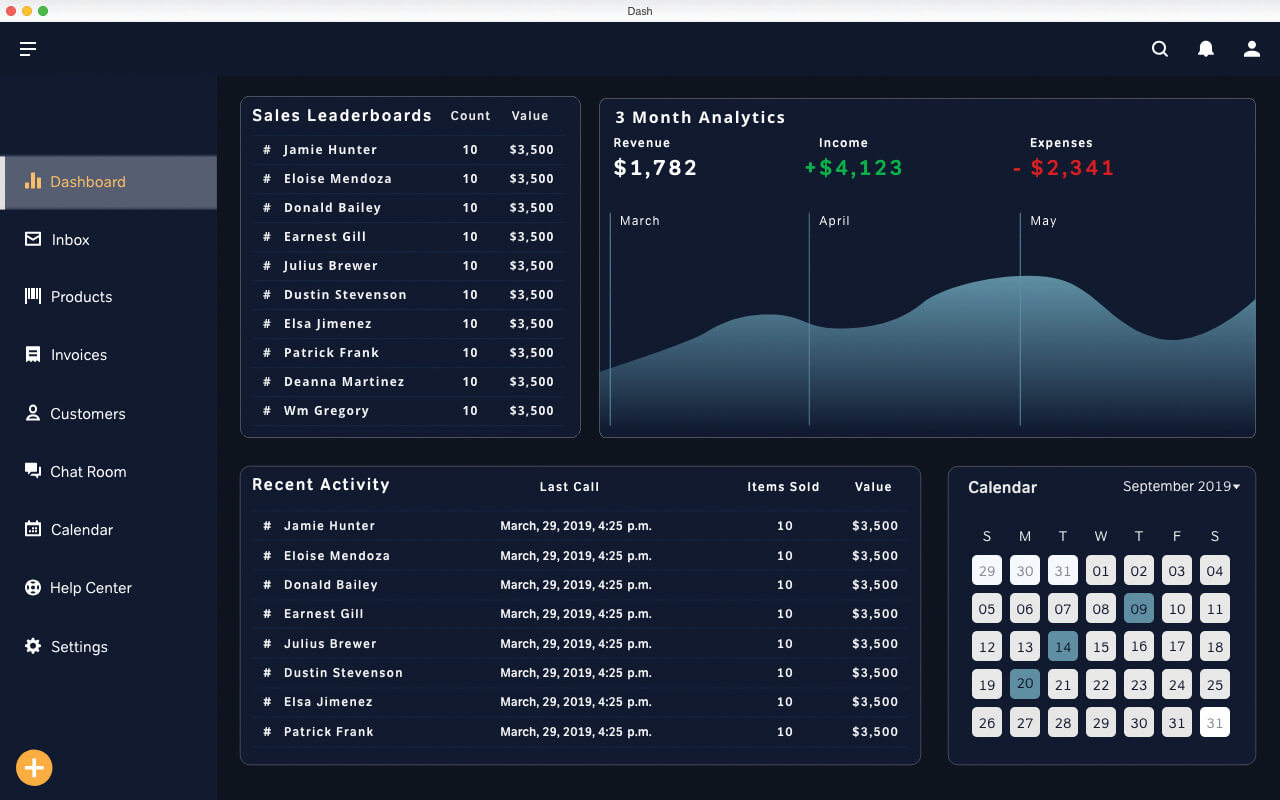 Dash
Dashboard
Inbox
Products
Invoices
Customers
Chat Room
Calendar
Help Center
Settings
Sales Leaderboards Count Value
# Jamie Hunter 10 $3,500
# Eloise Mendoza 10 $3,500
# Donald Bailey 10 $3,500
# Earnest Gill 10 $3,500
# Julius Brewer 10 $3,500
# Dustin Stevenson 10 $3,500
# Elsa Jimenez 10 $3,500
# Patrick Frank 10 $3,500
# Deanna Martinez 10 $3,500
# Wm Gregory 10 $3,500
3 Month Analytics
Revenue Income Expenses
$1,782 +$4,123 - $2,341
March April May
Recent Activity Last Call Items Sold Value
# Jamie Hunter March, 29, 2019, 4:25 p.m. 10 $3,500
# Eloise Mendoza March, 29, 2019, 4:25 p.m. 10 $3,500
# Donald Bailey March, 29, 2019, 4:25 p.m. 10 $3,500
# Earnest Gill March, 29, 2019, 4:25 p.m. 10 $3,500
# Julius Brewer March, 29, 2019, 4:25 p.m. 10 $3,500
# Dustin Stevenson March, 29, 2019, 4:25 p.m. 10 $3,500
# Elsa Jimenez March, 29, 2019, 4:25 p.m. 10 $3,500
# Patrick Frank March, 29, 2019, 4:25 p.m. 10 $3,500
Calendar September 2019
S M T W T F S
29 30 31 01 02 03 04
05 06 07 08 09 10 11
12 13 14 15 16 17 18
19 20 21 22 23 24 25
26 27 28 29 30 31 31